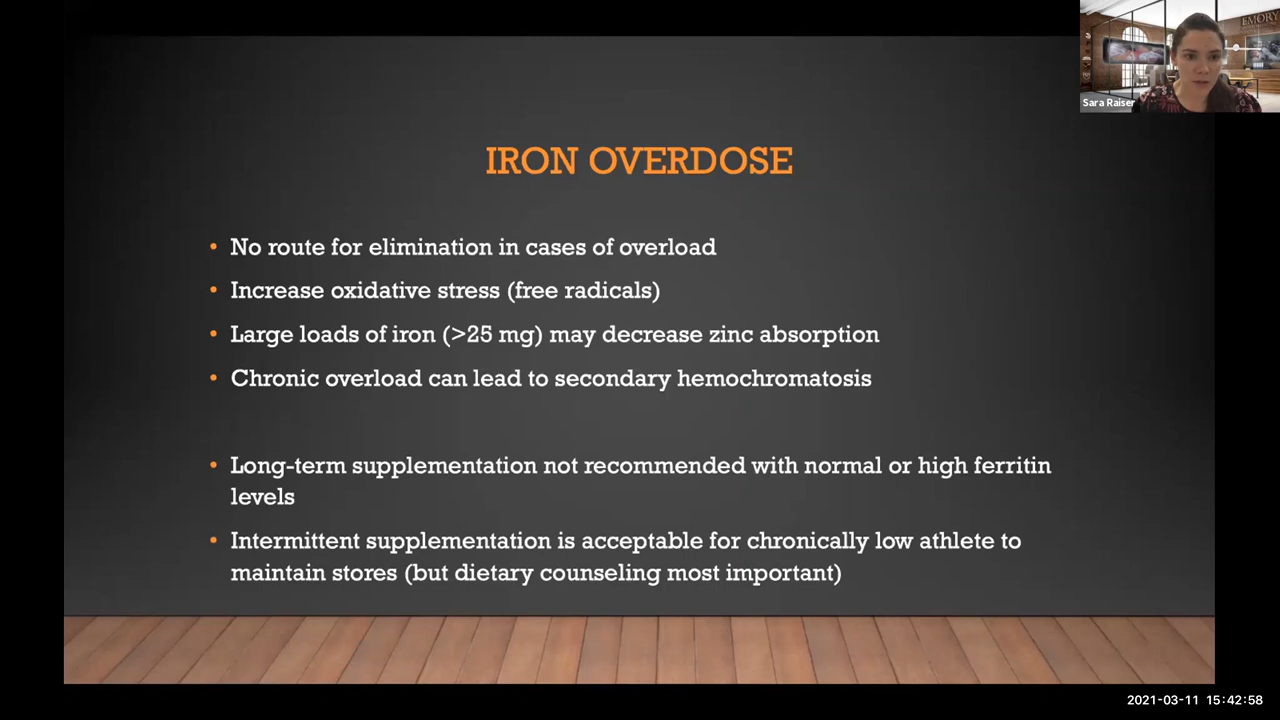 EMORY
Sara Raiser
IRON OVERDOSE
• No route for elimination in cases of overload
• Increase oxidative stress (free radicals)
• Large loads of iron (>25 mg) may decrease zinc absorption
• Chronic overload can lead to secondary hemochromatosis
• Long-term supplementation not recommended with normal or high ferritin
levels
• Intermittent supplementation is acceptable for chronically low athlete to
maintain stores (but dietary counseling most important)
2021-03-11 15:42:58